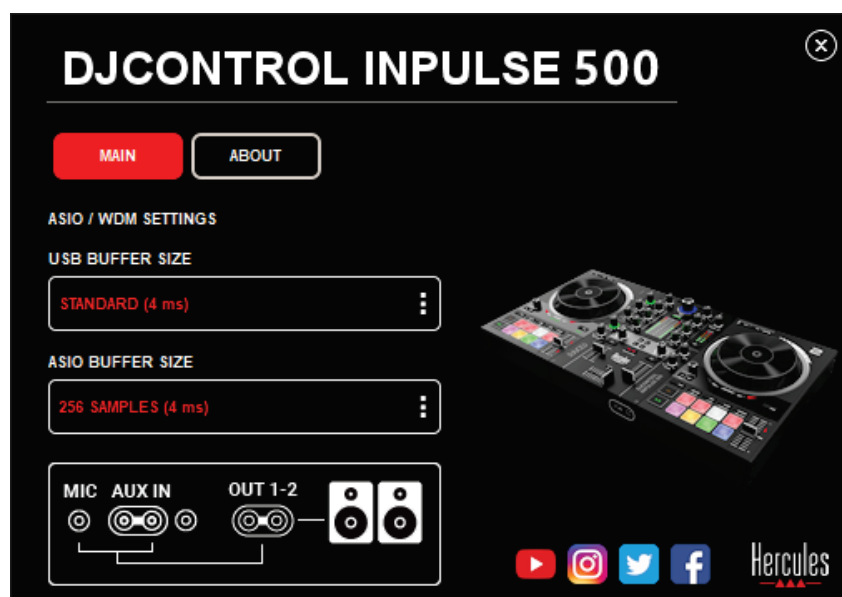 DJCONTROL INPULSE 500
MAIN
ABOUT
ASIO / WDM SETTINGS
USB BUFFER SIZE
STANDARD (4 ms)
ASIO BUFFER SIZE
256 SAMPLES (4 ms)
MIC AUX IN OUT 1-2
Hercules